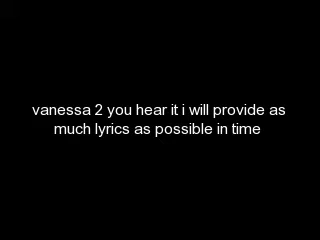 vanessa 2 you hear it i will provide as
much lyrics as possible in time